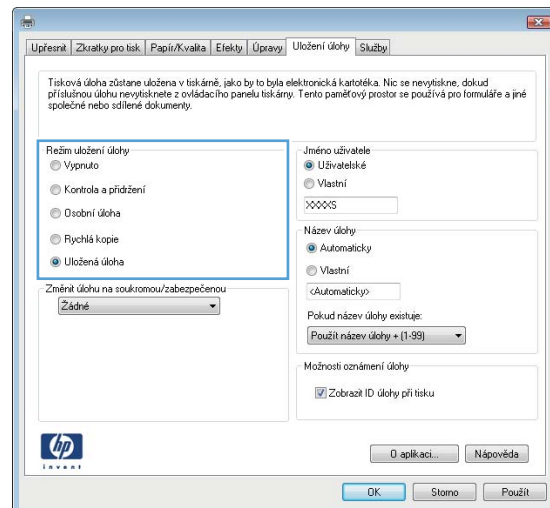 Upřesnit Zkratky pro tisk Papír/Kvalita Efekty Úpravy Uložení úlohy Služby
Tisková úloha zůstane uložena v tiskárně, jako by to byla elektronická kartotéka. Nic se nevytiskne, dokud
příslušnou úlohu nevytisknete z ovládacího panelu tiskárny. Tento paměťový prostor se používá pro formuláře a jiné
společné nebo sdílené dokumenty.
Režim uložení úlohy
Vypnuto
Kontrola a přidržení
Osobní úloha
Rychlá kopie
Uložená úloha
Změnit úlohu na soukromou/zabezpečenou
Žádné
Jméno uživatele
Uživatelské
Vlastní
XXXXS
Název úlohy
Automaticky
Vlastní
<Automaticky>
Pokud název úlohy existuje:
Použít název úlohy + (1-99)
Možnosti oznámení úlohy
Zobrazit ID úlohy při tisku
hp
invent
O aplikaci... Nápověda
OK Storno Použít